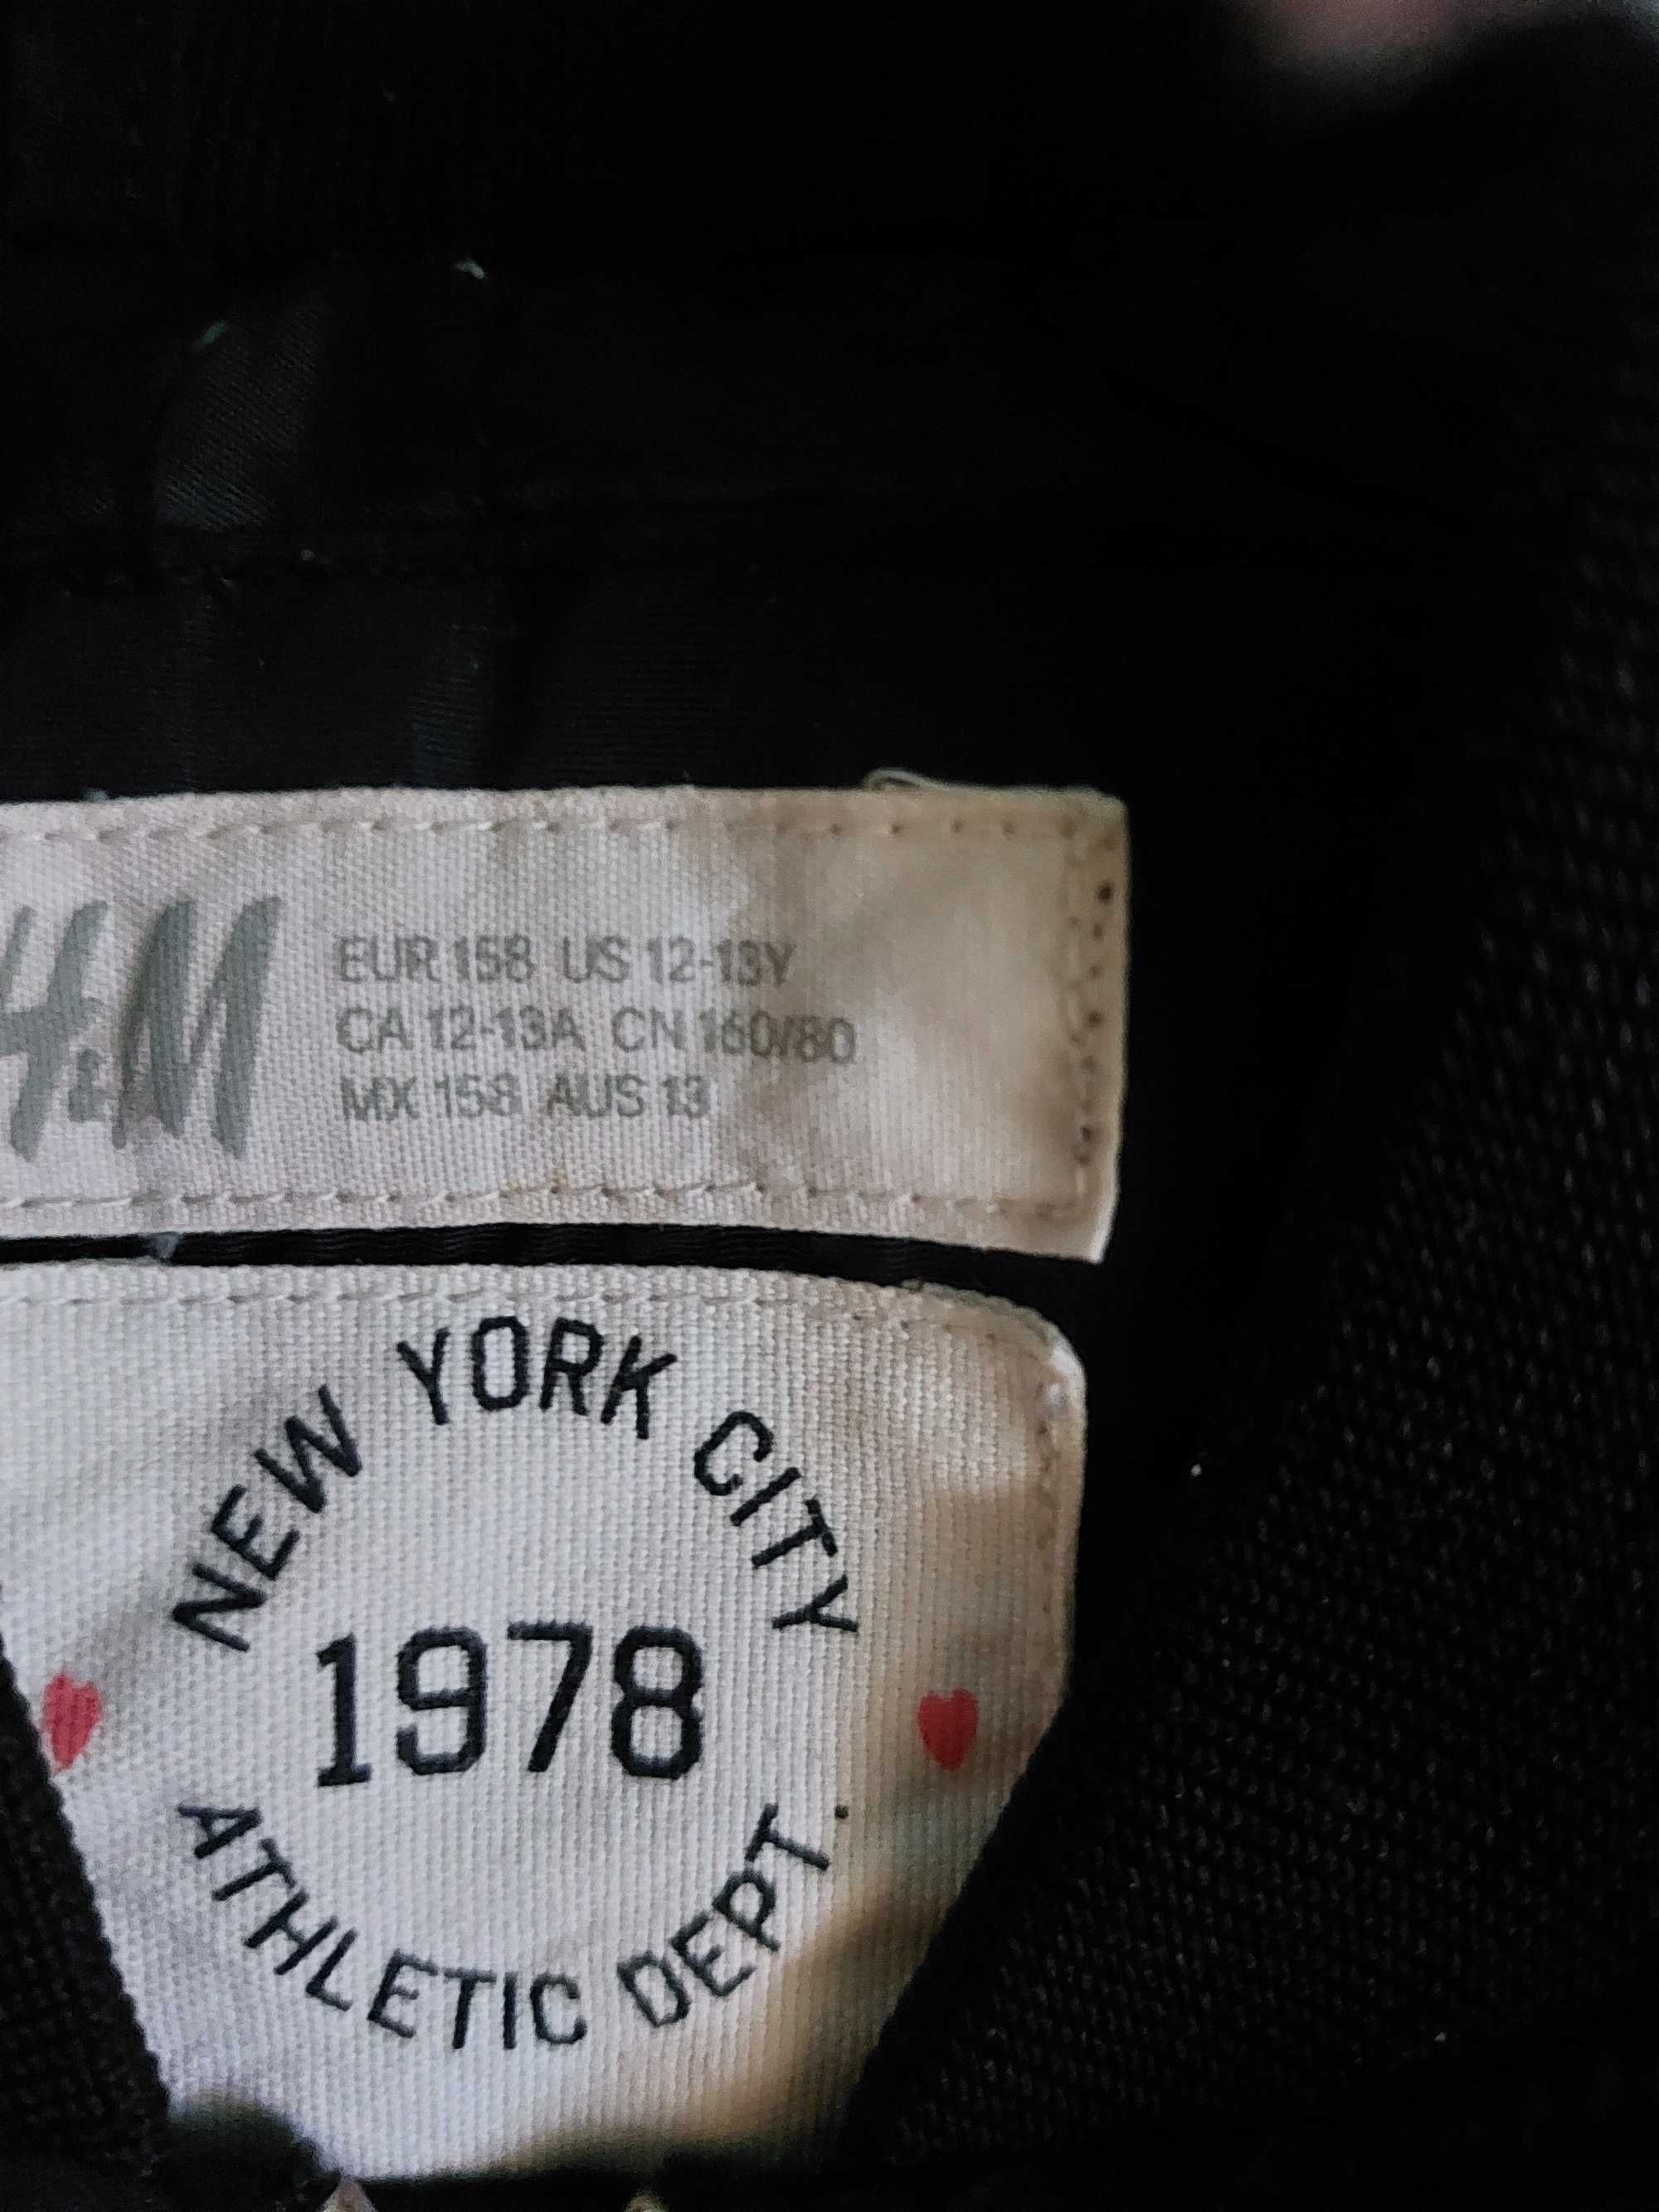 H&M
EUR 158 US 12-13Y
CA 12-13A CN 160/80
MX 158 AUS 13
NEW YORK CITY
1978
ATHLETIC DEPT.